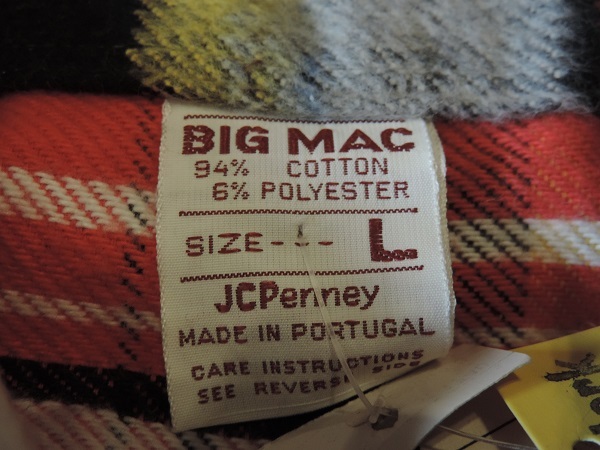 BIG MAC
94% COTTON
6% POLYESTER
SIZE--- L
JCPenney
MADE IN PORTUGAL
CARE INSTRUCTIONS
SEE REVERSE SIDE